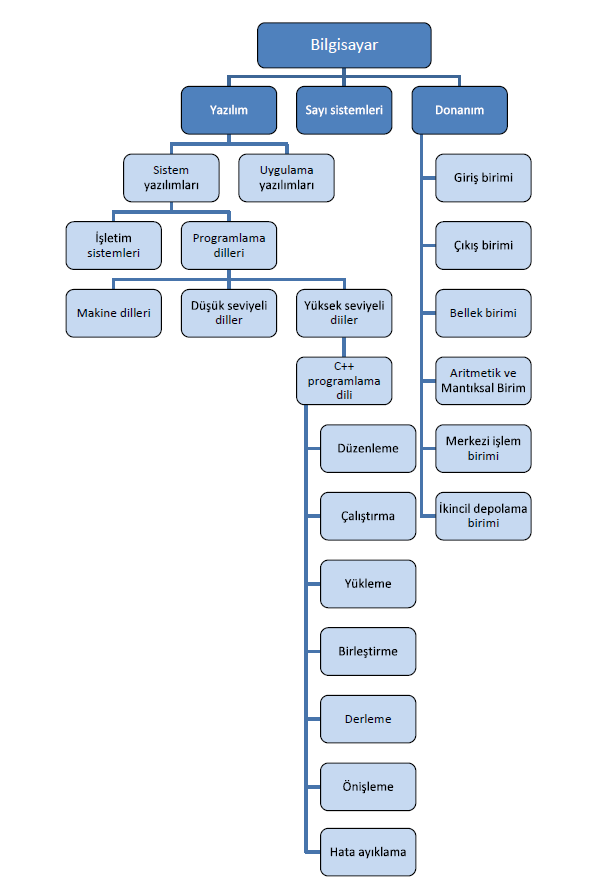 Bilgisayar
Yazılım
Sayı sistemleri
Donanım
Sistem
yazılımları
Uygulama
yazılımları
Giriş birimi
İşletim
sistemleri
Programlama
dilleri
Çıkış birimi
Makine dilleri
Düşük seviyeli
diller
Yüksek seviyeli
diiler
Bellek birimi
C++
programlama
dili
Aritmetik ve
Mantıksal Birim
Düzenleme
Merkezi işlem
birimi
Çalıştırma
İkincil depolama
birimi
Yükleme
Birleştirme
Derleme
Önişleme
Hata ayıklama